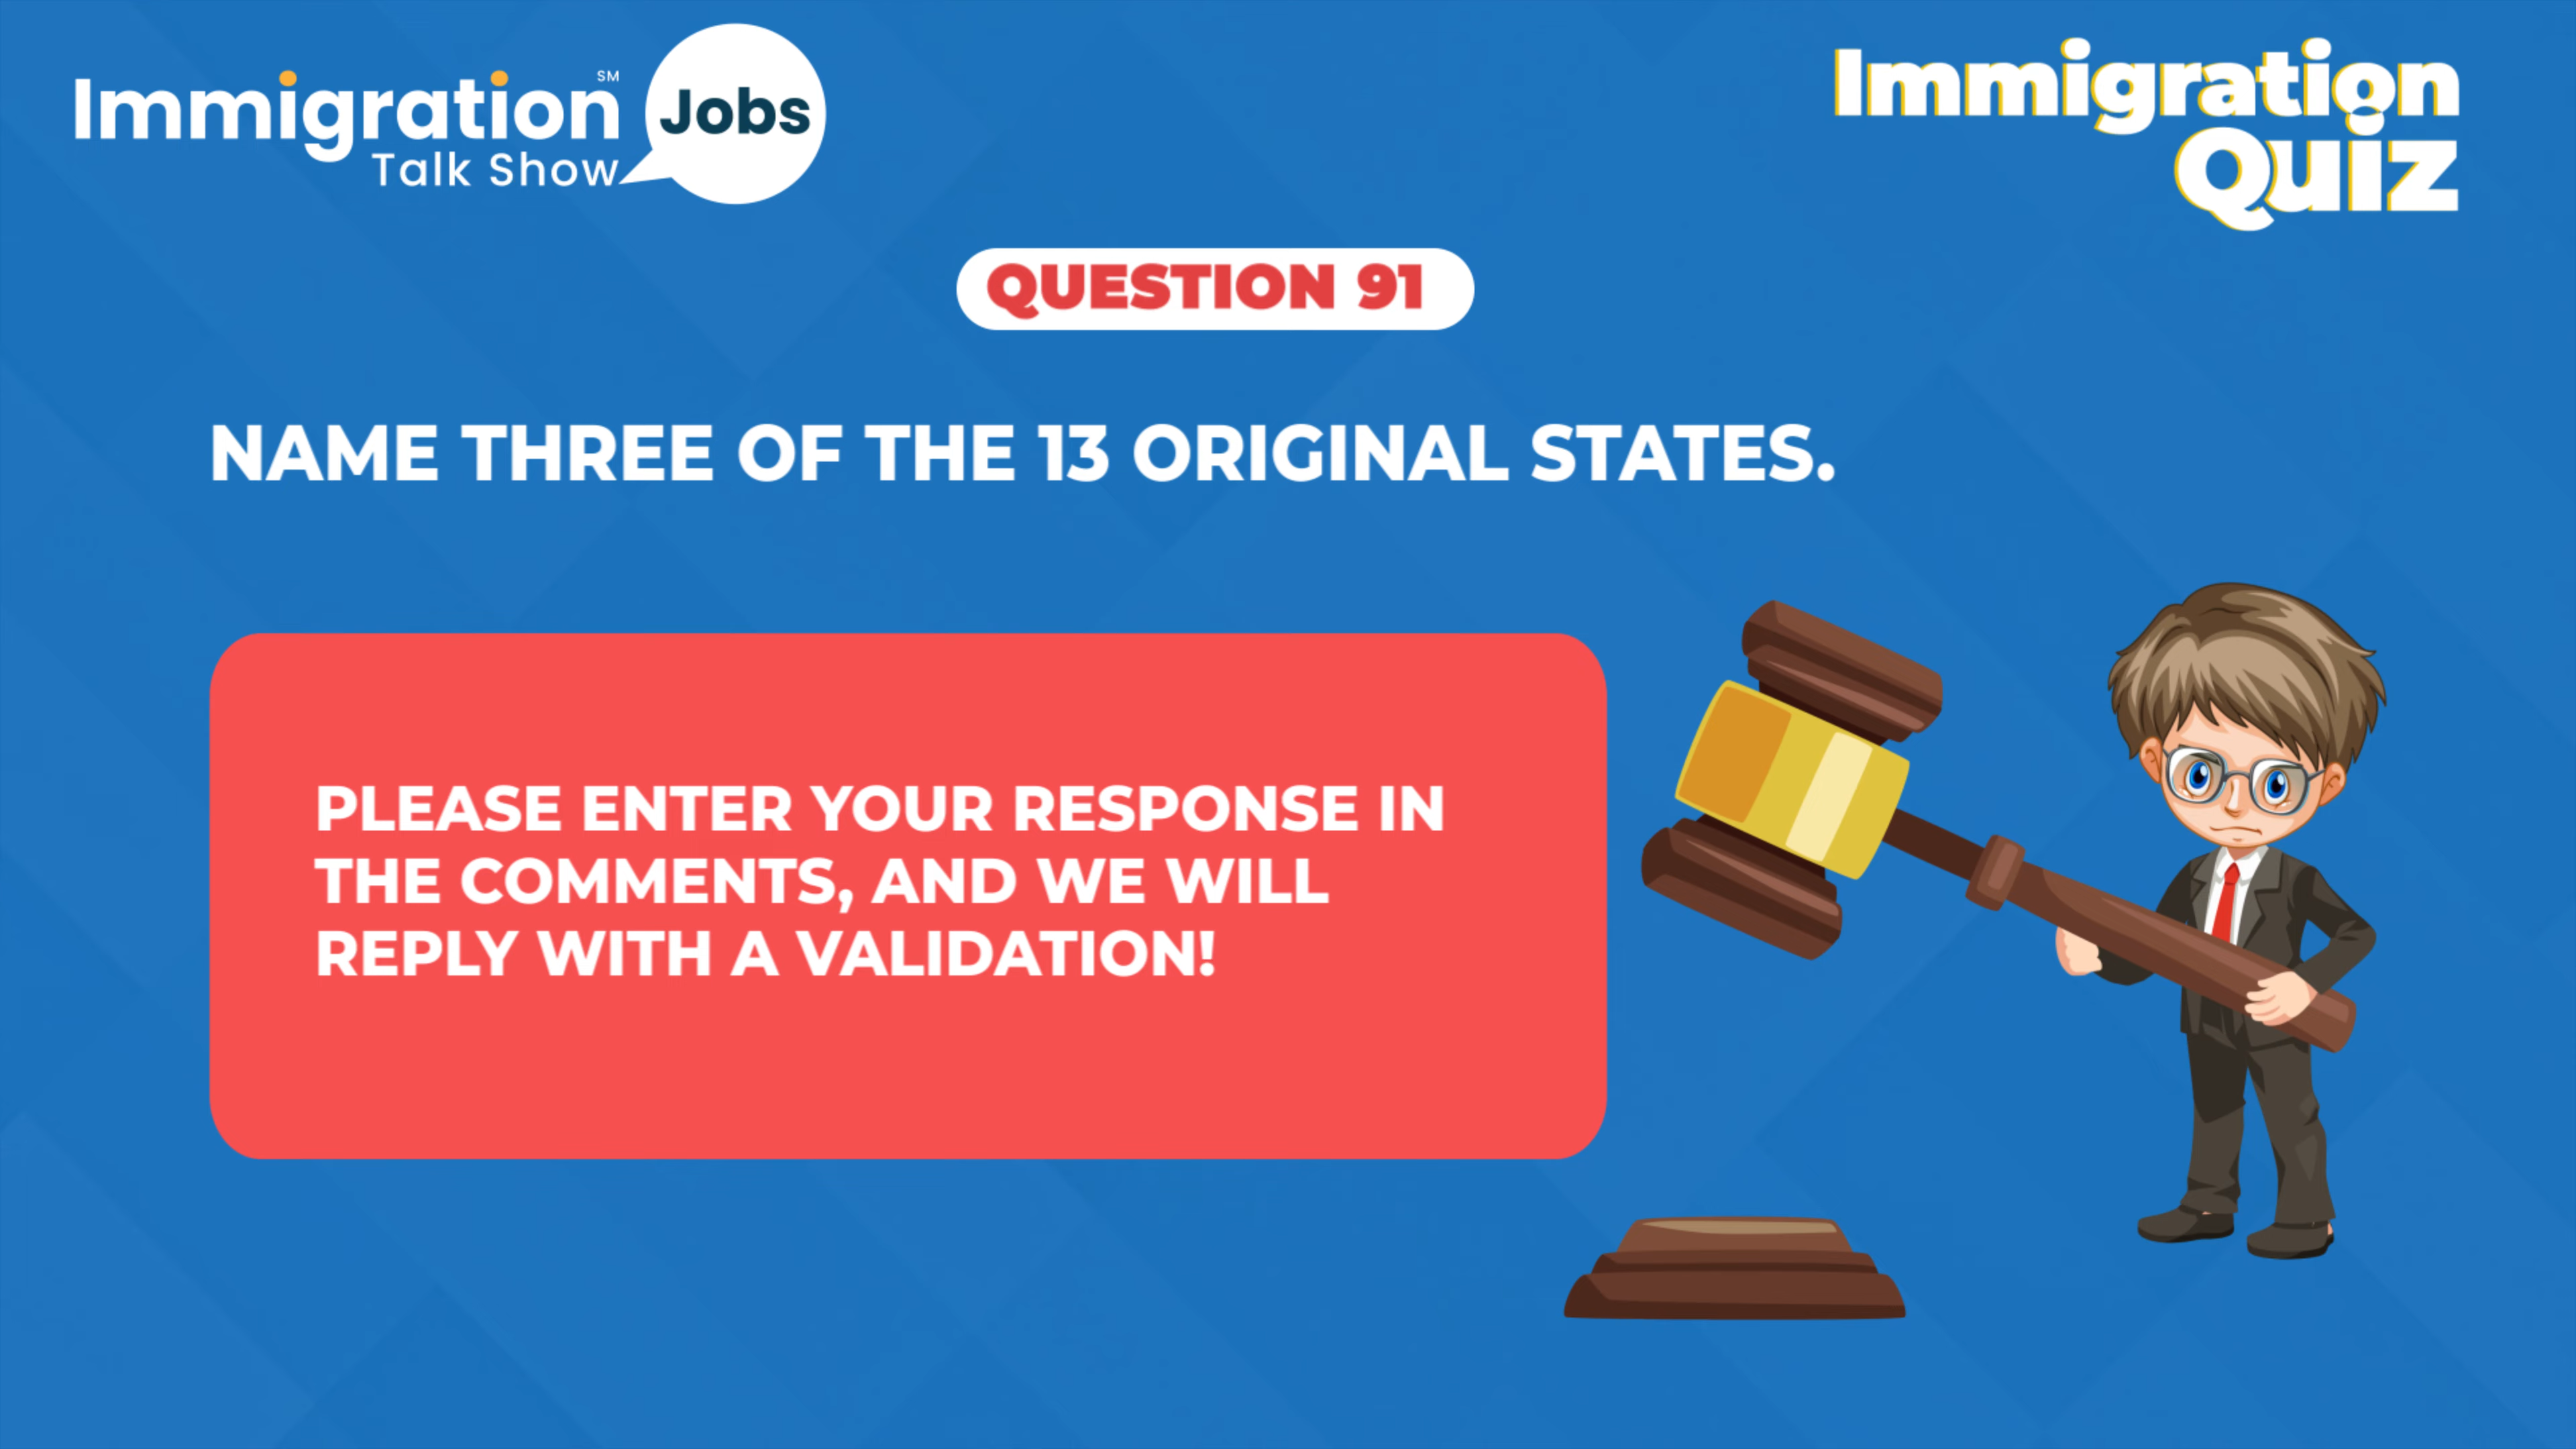 Immigration SM
Talk Show
Jobs
Immigration
Quiz
QUESTION 91
NAME THREE OF THE 13 ORIGINAL STATES.
PLEASE ENTER YOUR RESPONSE IN
THE COMMENTS, AND WE WILL
REPLY WITH A VALIDATION!